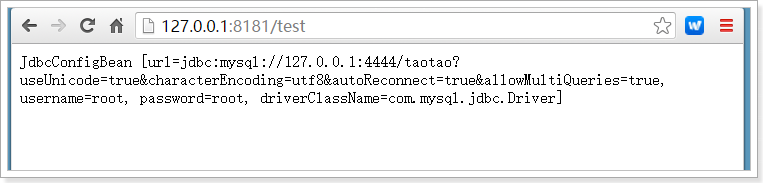 127.0.0.1:8181/test
JdbcConfigBean [url=jdbc:mysql://127.0.0.1:4444/taotao?
useUnicode=true&characterEncoding=utf8&autoReconnect=true&allowMultiQueries=true,
username=root, password=root, driverClassName=com.mysql.jdbc.Driver]